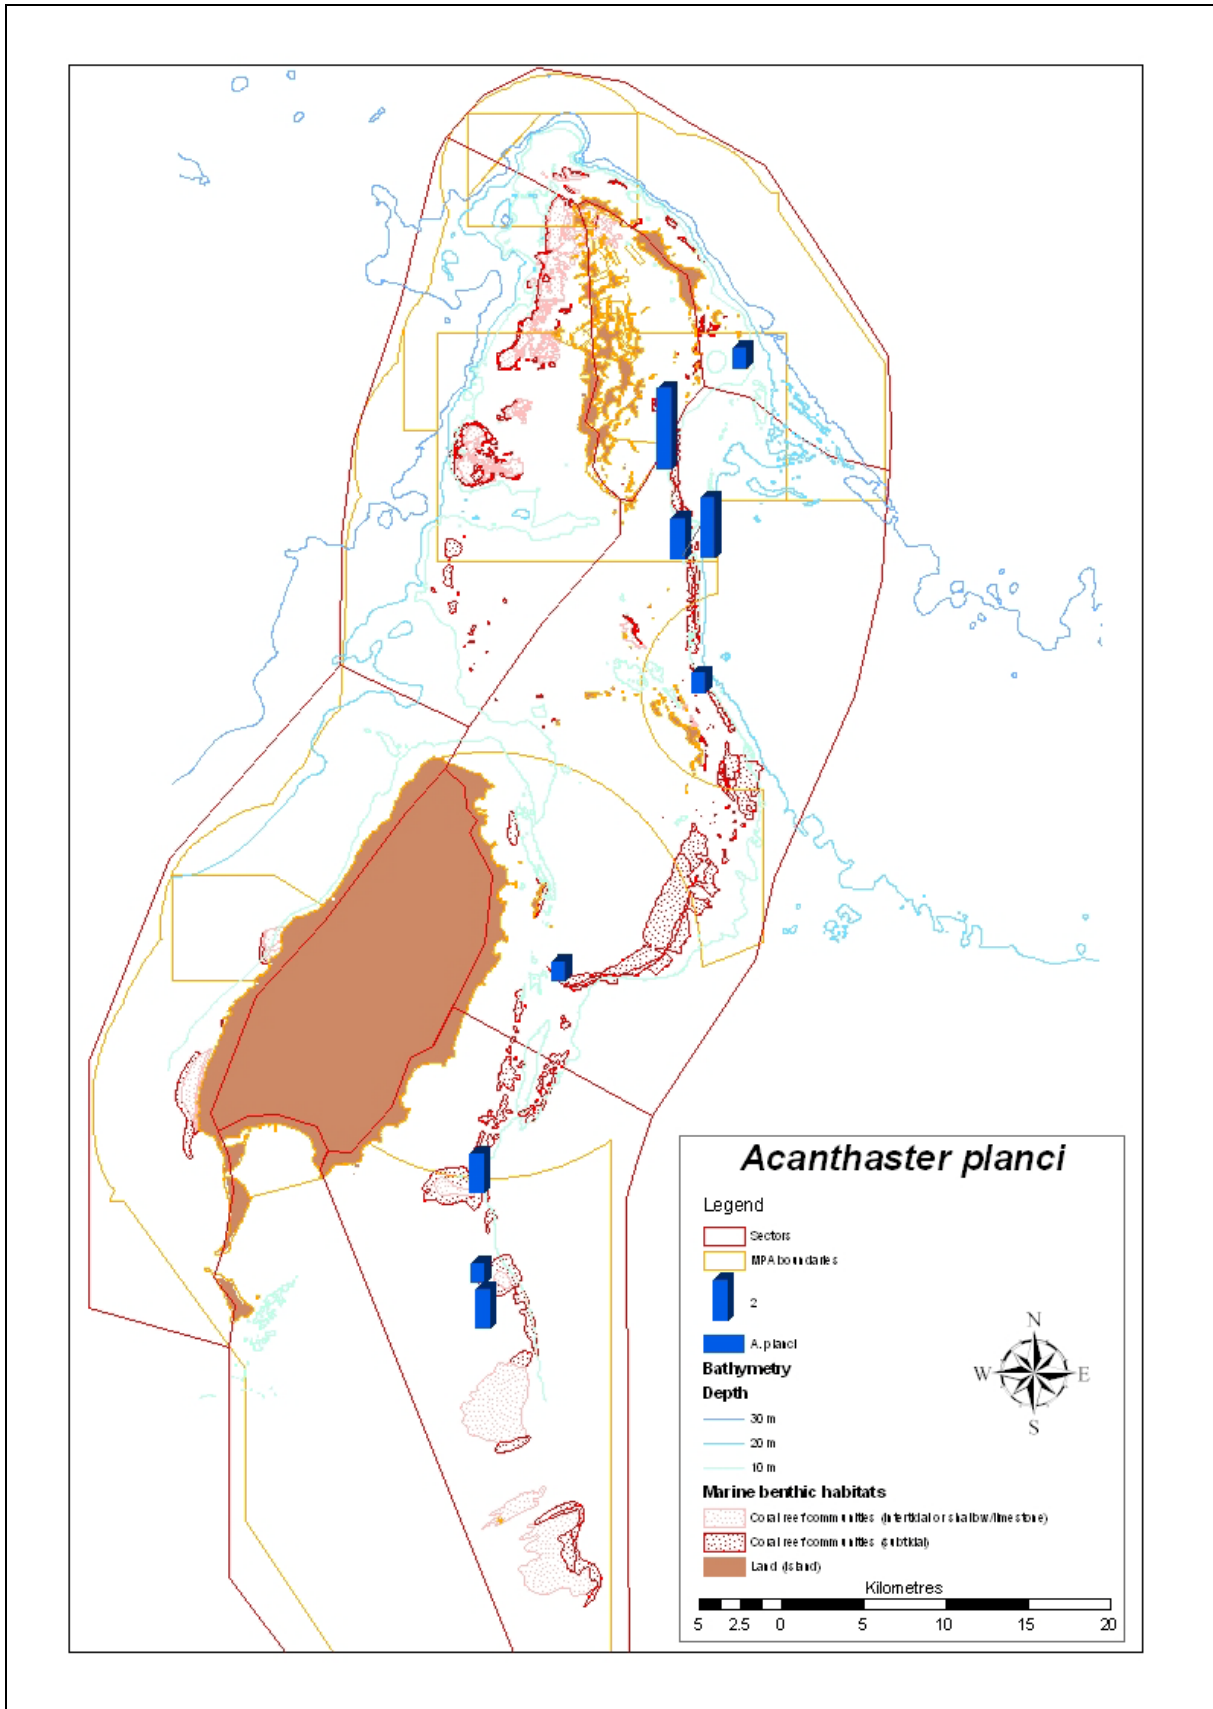 Acanthaster planci
Legend
Sectors
MPA boundaries
2
A. planci
Bathymetry
Depth
30 m
20 m
10 m
Marine benthic habitats
Coral reef communities (intertidal or shallow/limestone)
Coral reef communities (subtidal)
Land (island)
N
W E
S
Kilometres
5 2.5 0 5 10 15 20